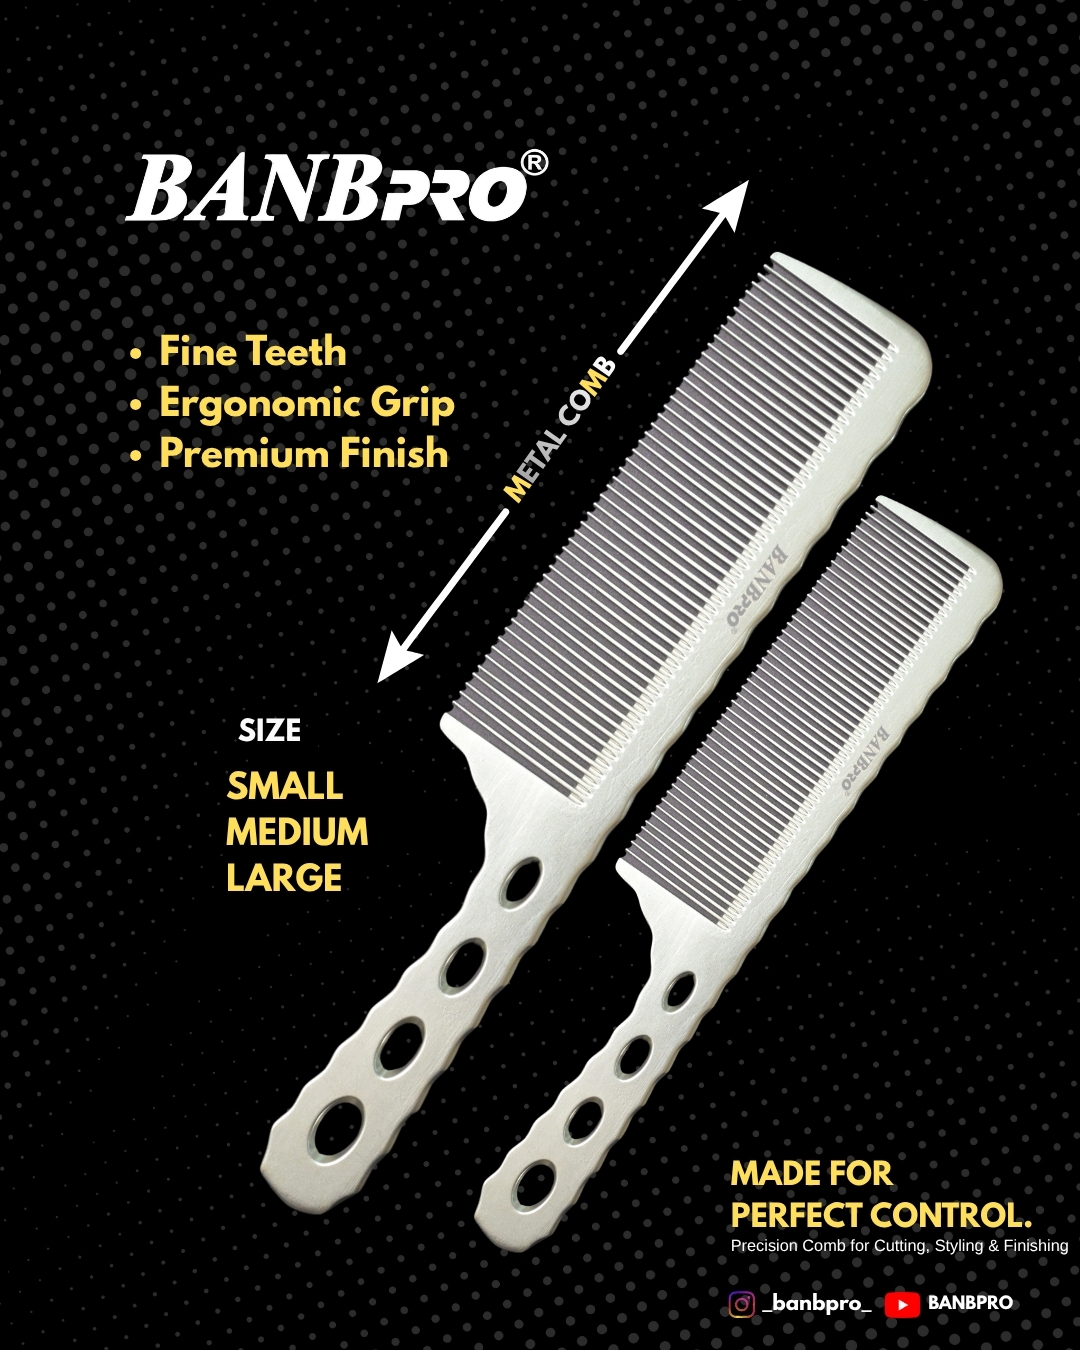 BANBPRO®
• Fine Teeth
• Ergonomic Grip
• Premium Finish
METAL COMB
BANBPRO
BANBPRO
SIZE
SMALL
MEDIUM
LARGE
MADE FOR
PERFECT CONTROL.
Precision Comb for Cutting, Styling & Finishing
_banbpro_ BANBPRO